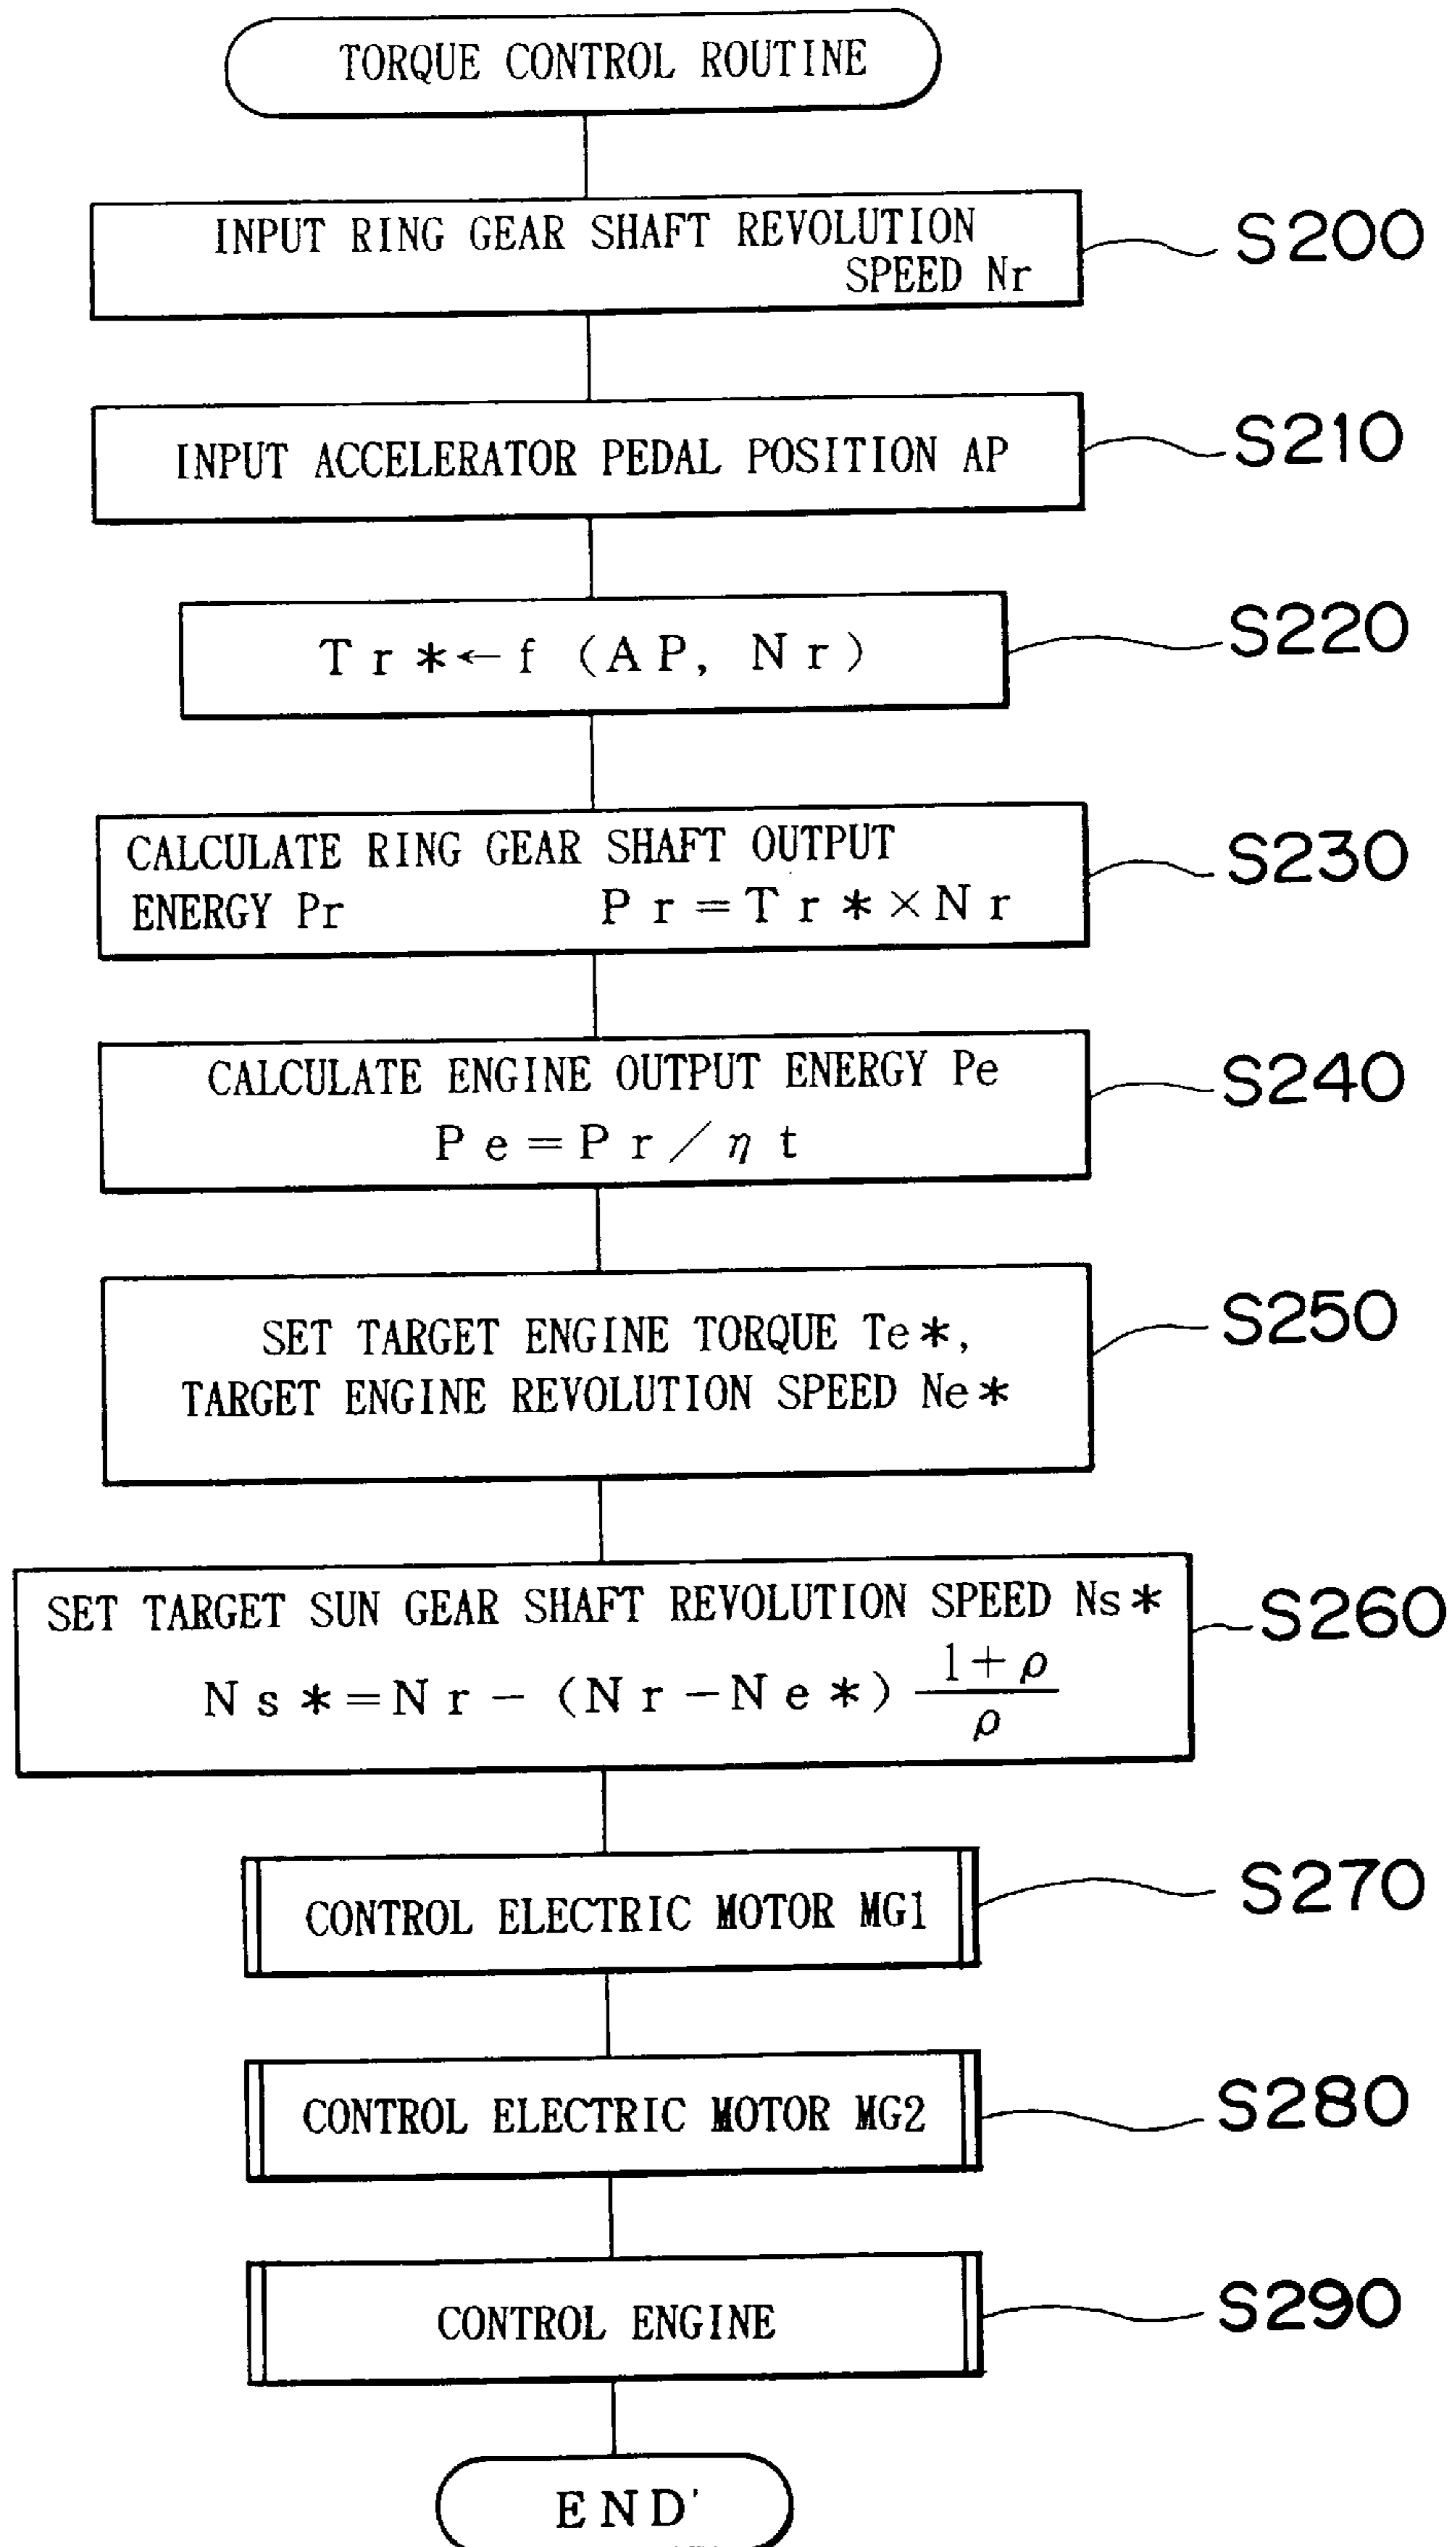 TORQUE CONTROL ROUTINE
INPUT RING GEAR SHAFT REVOLUTION
SPEED Nr
S200
INPUT ACCELERATOR PEDAL POSITION AP
S210
Tr*←f (AP, Nr)
S220
CALCULATE RING GEAR SHAFT OUTPUT
ENERGY Pr Pr=Tr*×Nr
S230
CALCULATE ENGINE OUTPUT ENERGY Pe
Pe=Pr/ηt
S240
SET TARGET ENGINE TORQUE Te*,
TARGET ENGINE REVOLUTION SPEED Ne*
S250
SET TARGET SUN GEAR SHAFT REVOLUTION SPEED Ns*
Ns*=Nr-(Nr-Ne*) 1+ρ
ρ
S260
CONTROL ELECTRIC MOTOR MG1
S270
CONTROL ELECTRIC MOTOR MG2
S280
CONTROL ENGINE
S290
END